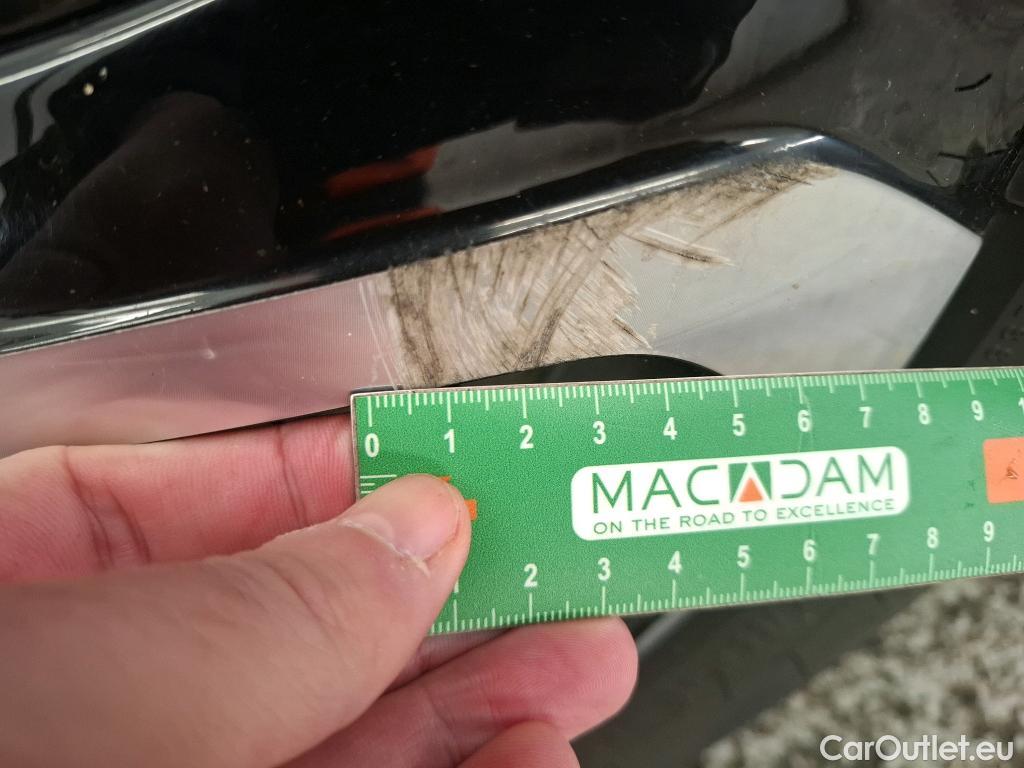 0 1 2 3 4 5 6 7 8 9 1
MACADAM
ON THE ROAD TO EXCELLENCE
2 3 4 5 6 7 8 9
CarOutlet.eu